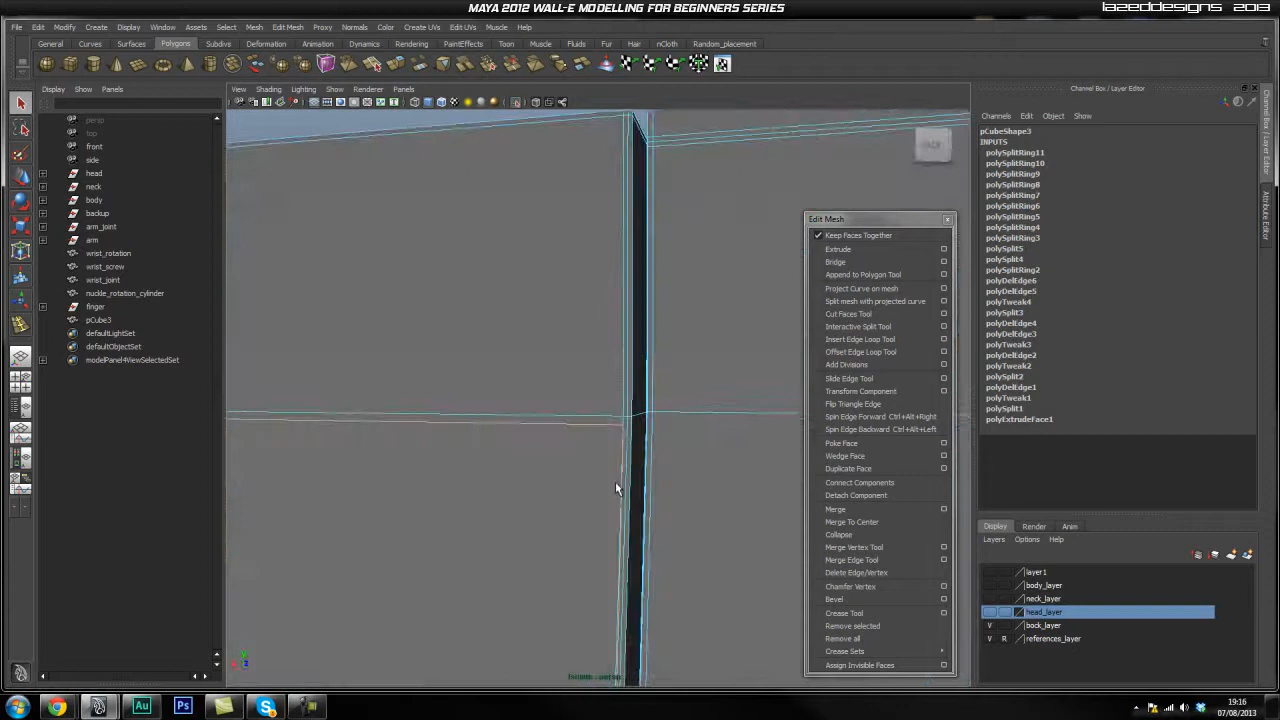 MAYA 2012 WALL-E MODELLING FOR BEGINNERS SERIES
LAZEDDESIGNS 2013
File Edit Modify Create Display Window Assets Select Mesh Edit Mesh Proxy Normals Color Create UVs Edit UVs Muscle Help
General Curves Surfaces Polygons Subdivs Deformation Animation Dynamics Rendering PaintEffects Toon Muscle Fluids Fur Hair nCloth Random_placement
Display Show Panels
View Shading Lighting Show Renderer Panels
Channel Box / Layer Editor
Channels Edit Object Show
persp
top
front
side
head
neck
body
backup
arm_joint
arm
wrist_rotation
wrist_screw
wrist_joint
nuckle_rotation_cylinder
finger
pCube3
defaultLightSet
defaultObjectSet
modelPanel4ViewSelectedSet
Edit Mesh
Keep Faces Together
Extrude
Bridge
Append to Polygon Tool
Project Curve on mesh
Split mesh with projected curve
Cut Faces Tool
Interactive Split Tool
Insert Edge Loop Tool
Offset Edge Loop Tool
Add Divisions
Slide Edge Tool
Transform Component
Flip Triangle Edge
Spin Edge Forward Ctrl+Alt+Right
Spin Edge Backward Ctrl+Alt+Left
Poke Face
Wedge Face
Duplicate Face
Connect Components
Detach Component
Merge
Merge To Center
Collapse
Merge Vertex Tool
Merge Edge Tool
Delete Edge/Vertex
Chamfer Vertex
Bevel
Crease Tool
Remove selected
Remove all
Crease Sets
Assign Invisible Faces
pCubeShape3
INPUTS
polySplitRing11
polySplitRing10
polySplitRing9
polySplitRing8
polySplitRing7
polySplitRing6
polySplitRing5
polySplitRing4
polySplitRing3
polySplit5
polySplit4
polySplitRing2
polyDelEdge6
polyDelEdge5
polyTweak4
polySplit3
polyDelEdge4
polyDelEdge3
polyTweak3
polyDelEdge2
polyTweak2
polySplit2
polyDelEdge1
polyTweak1
polySplit1
polyExtrudeFace1
Display Render Anim
Layers Options Help
layer1
body_layer
neck_layer
head_layer
V bock_layer
V R references_layer
Channel Box / Layer Editor
Attribute Editor
19:16
07/08/2013